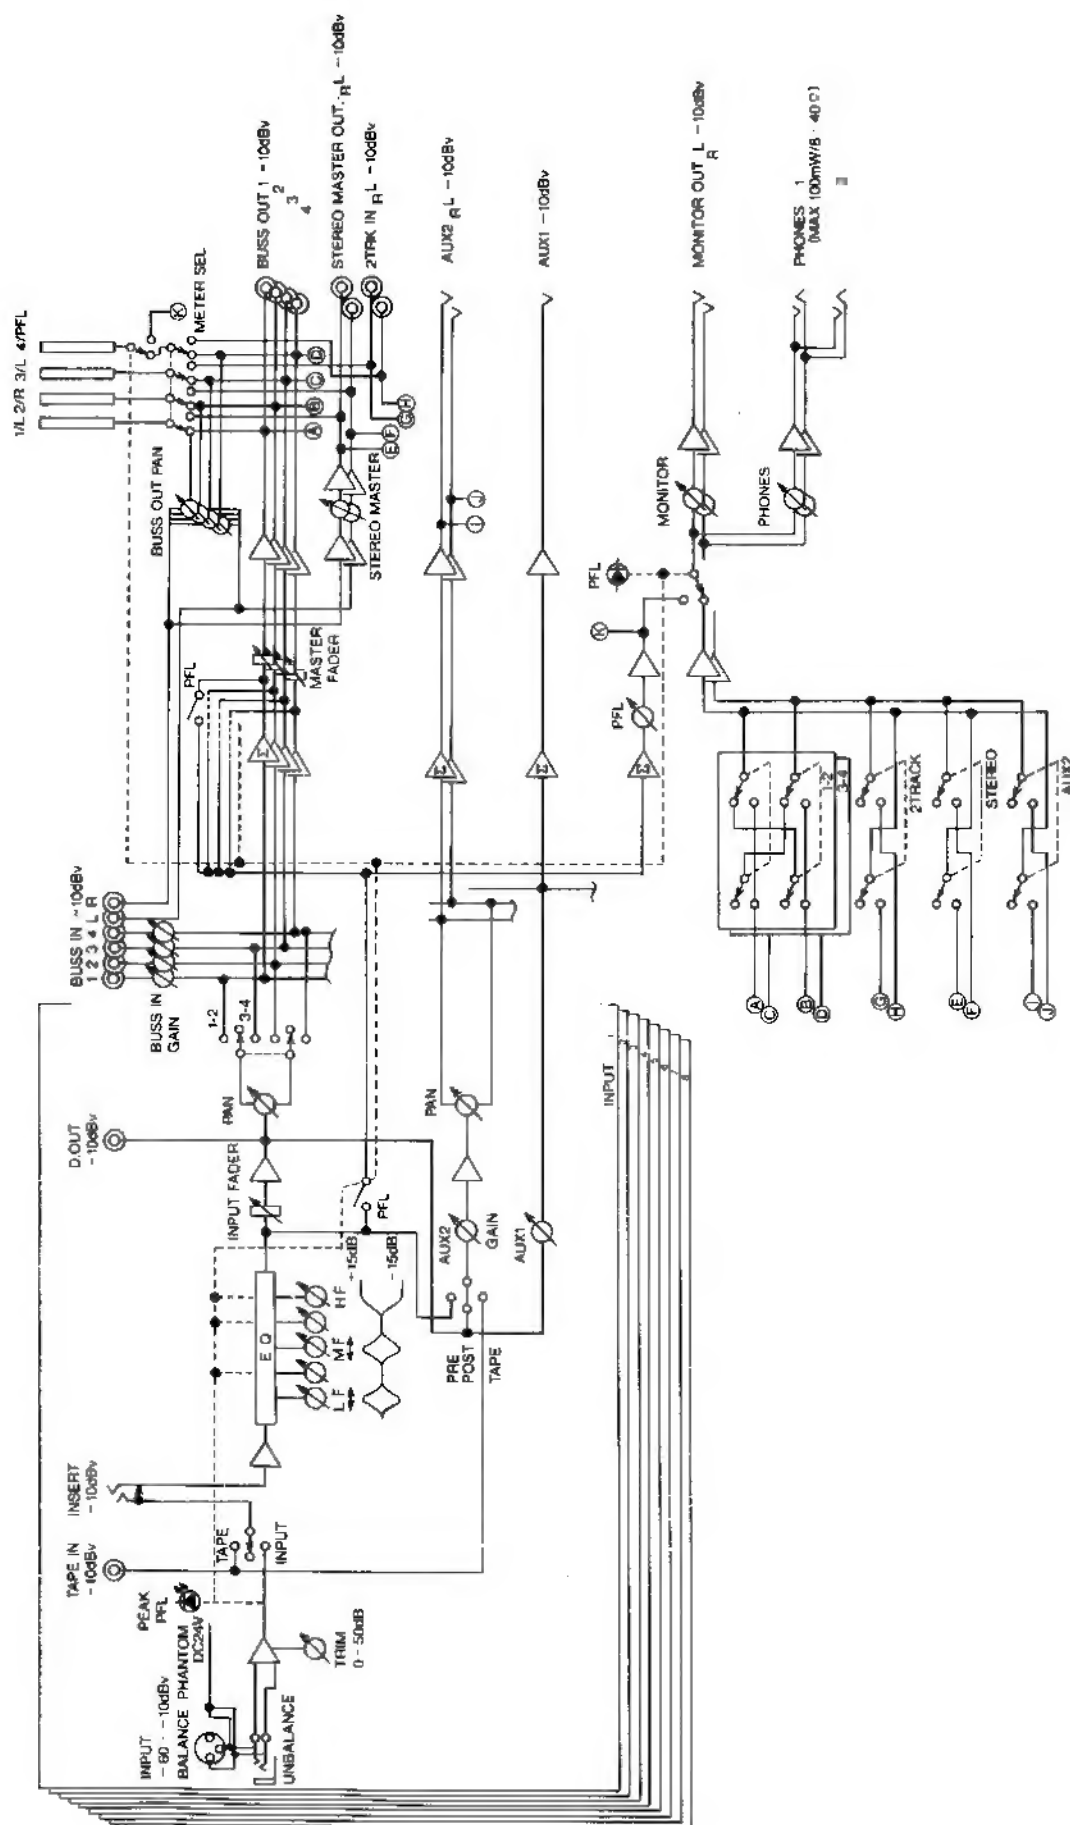 INPUT
-60 - -10dBv
BALANCE PHANTOM
DC24V
UNBALANCE
PEAK
PFL
TRIM
0 - 50dB
TAPE IN
-10dBv
TAPE
INPUT
INSERT
-10dBv
EQ
LF
MF
HF
+15dB
-15dB
INPUT FADER
PFL
D.OUT
-10dBv
PAN
PRE
POST
TAPE
AUX2
GAIN
PAN
AUX1
INPUT
1-2
3-4
BUSS IN
GAIN
BUSS IN -10dBv
1 2 3 4 L R
PFL
MASTER
FADER
BUSS OUT PAN
STEREO MASTER
1/L 2/R 3/L 4/PFL
METER SEL
K
A
B
C
D
E
F
G
H
BUSS OUT 1 -10dBv
2
3
4
STEREO MASTER OUT L -10dBv
R
2TRK IN L -10dBv
R
I
J
AUX2 L -10dBv
R
AUX1 -10dBv
PFL
K
PFL
MONITOR
PHONES
MONITOR OUT L -10dBv
R
PHONES 1
(MAX 100mW/8 - 40Ω)
A
C
B
D
G
H
E
F
I
J
1-2
3-4
2TRACK
STEREO
AUX2